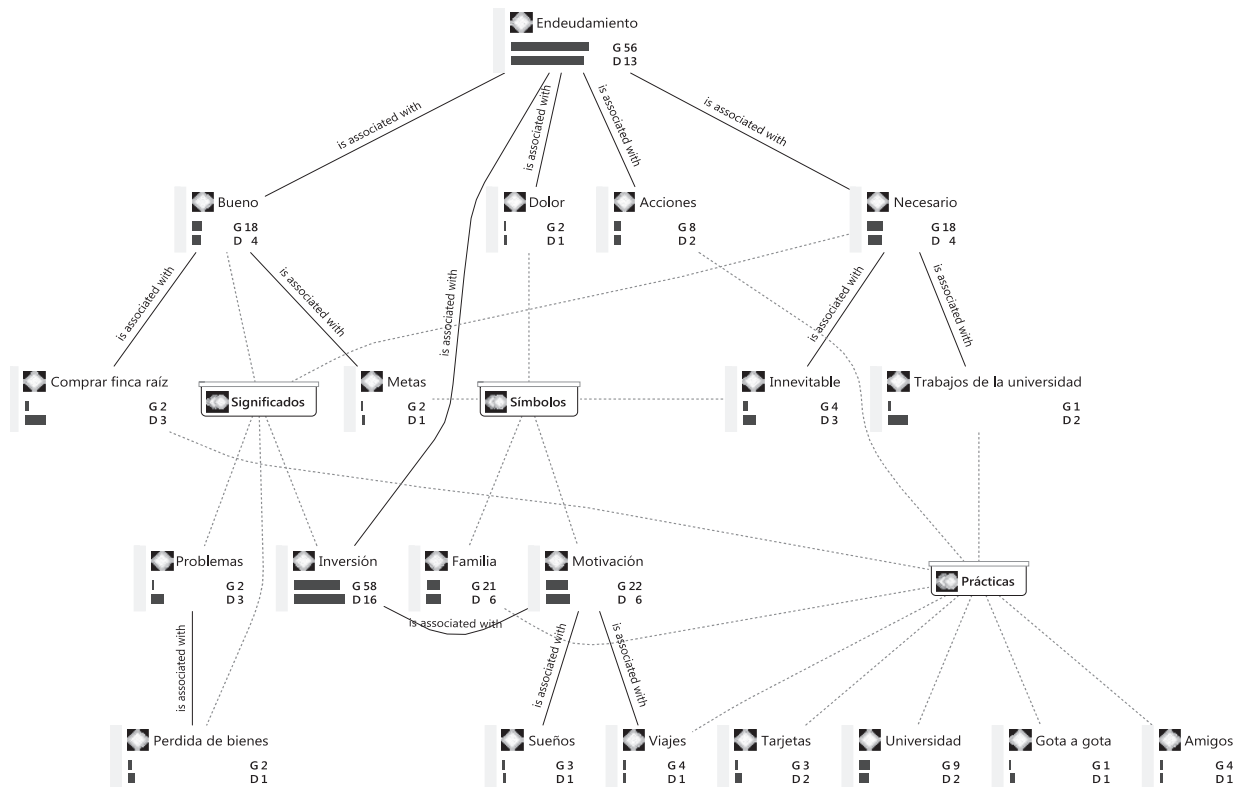 Endeudamiento
G 56
D 13
is associated with
is associated with
is associated with
is associated with
is associated with
Bueno
G 18
D 4
Dolor
G 2
D 1
Acciones
G 8
D 2
Necesario
G 18
D 4
is associated with
is associated with
is associated with
is associated with
Comprar finca raíz
G 2
D 3
Significados
Metas
G 2
D 1
Símbolos
Innevitable
G 4
D 3
Trabajos de la universidad
G 1
D 2
Problemas
G 2
D 3
Inversión
G 58
D 16
Familia
G 21
D 6
Motivación
G 22
D 6
Prácticas
is associated with
is associated with
is associated with
is associated with
Perdida de bienes
G 2
D 1
Sueños
G 3
D 1
Viajes
G 4
D 1
Tarjetas
G 3
D 2
Universidad
G 9
D 2
Gota a gota
G 1
D 1
Amigos
G 4
D 1